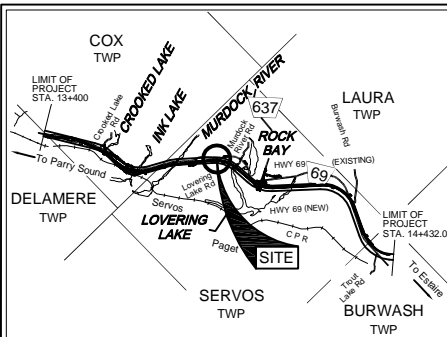 COX
TWP
LIMIT OF
PROJECT
STA. 13+400
Crooked Lake
Rd
CROOKED LAKE
INK LAKE
MURDOCK RIVER
637
LAURA
TWP
Murdock
River Rd
ROCK
BAY
Burwash Rd
HWY 69
(EXISTING)
69
To Parry Sound
DELAMERE
TWP
Lovering
Lake Rd
Servos
LOVERING
LAKE
HWY 69 (NEW)
Paget
CPR
SITE
LIMIT OF
PROJECT
STA. 14+432.0
To Estaire
Trout
Lake Rd
SERVOS
TWP
BURWASH
TWP